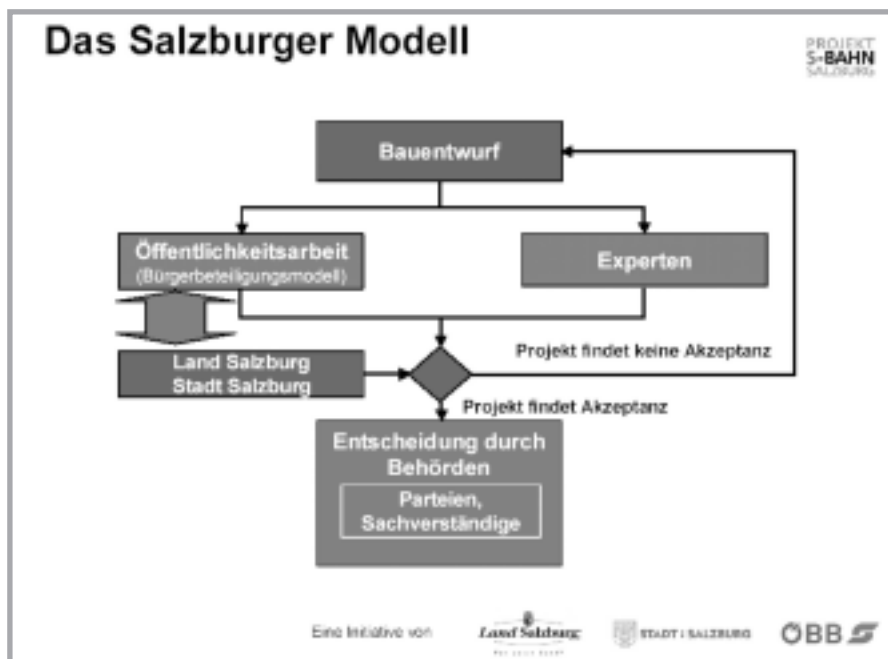 Das Salzburger Modell
PROJEKT
S-BAHN
SALZBURG
Bauentwurf
Öffentlichkeitsarbeit
(Bürgerbeteiligungsmodell)
Experten
Projekt findet keine Akzeptanz
Land Salzburg
Stadt Salzburg
Projekt findet Akzeptanz
Entscheidung durch
Behörden
Parteien,
Sachverständige
Eine Initiative von
Land Salzburg
STADT : SALZBURG
ÖBB